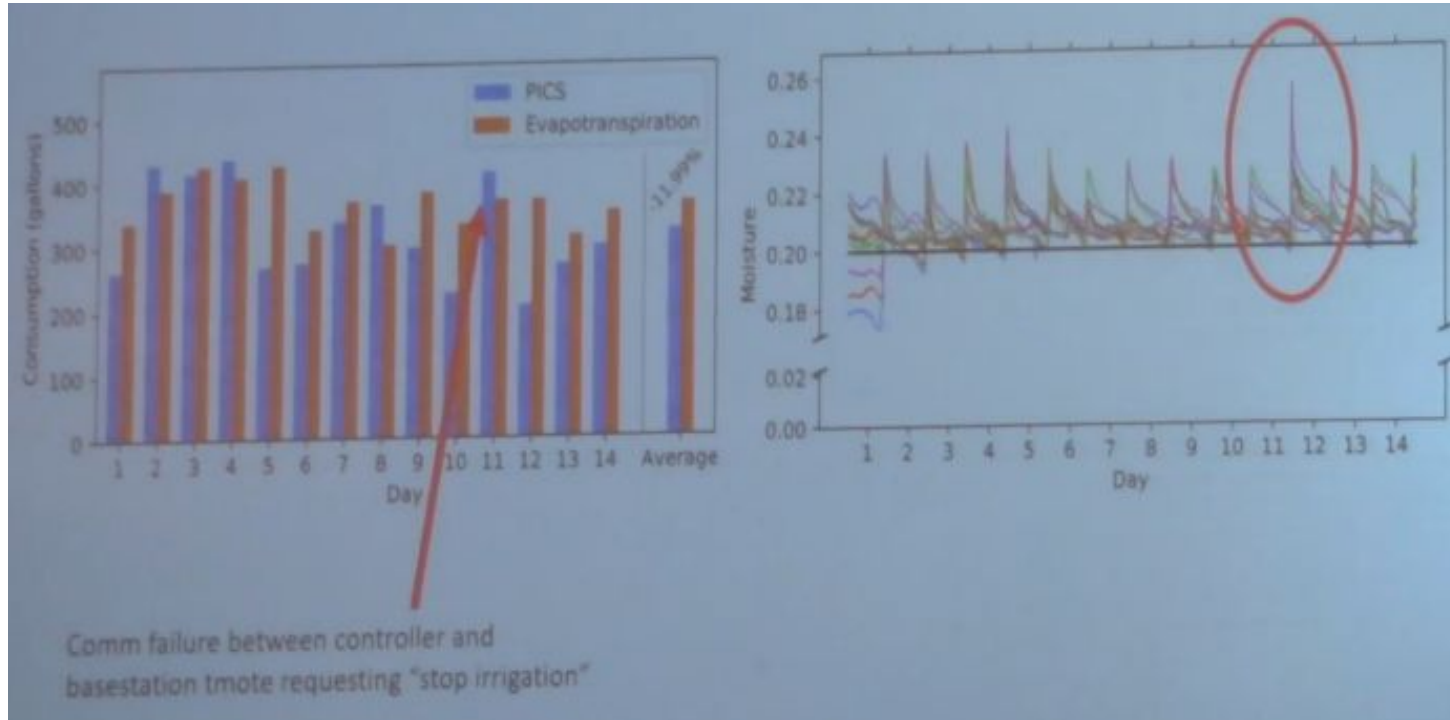 PICS
Evapotranspiration
-11.99%
Consumption (gallons)
500
400
300
200
100
0
1 2 3 4 5 6 7 8 9 10 11 12 13 14 Average
Day
Moisture
0.26
0.24
0.22
0.20
0.18
0.02
0.00
1 2 3 4 5 6 7 8 9 10 11 12 13 14
Day
Comm failure between controller and
basestation tmote requesting "stop irrigation"